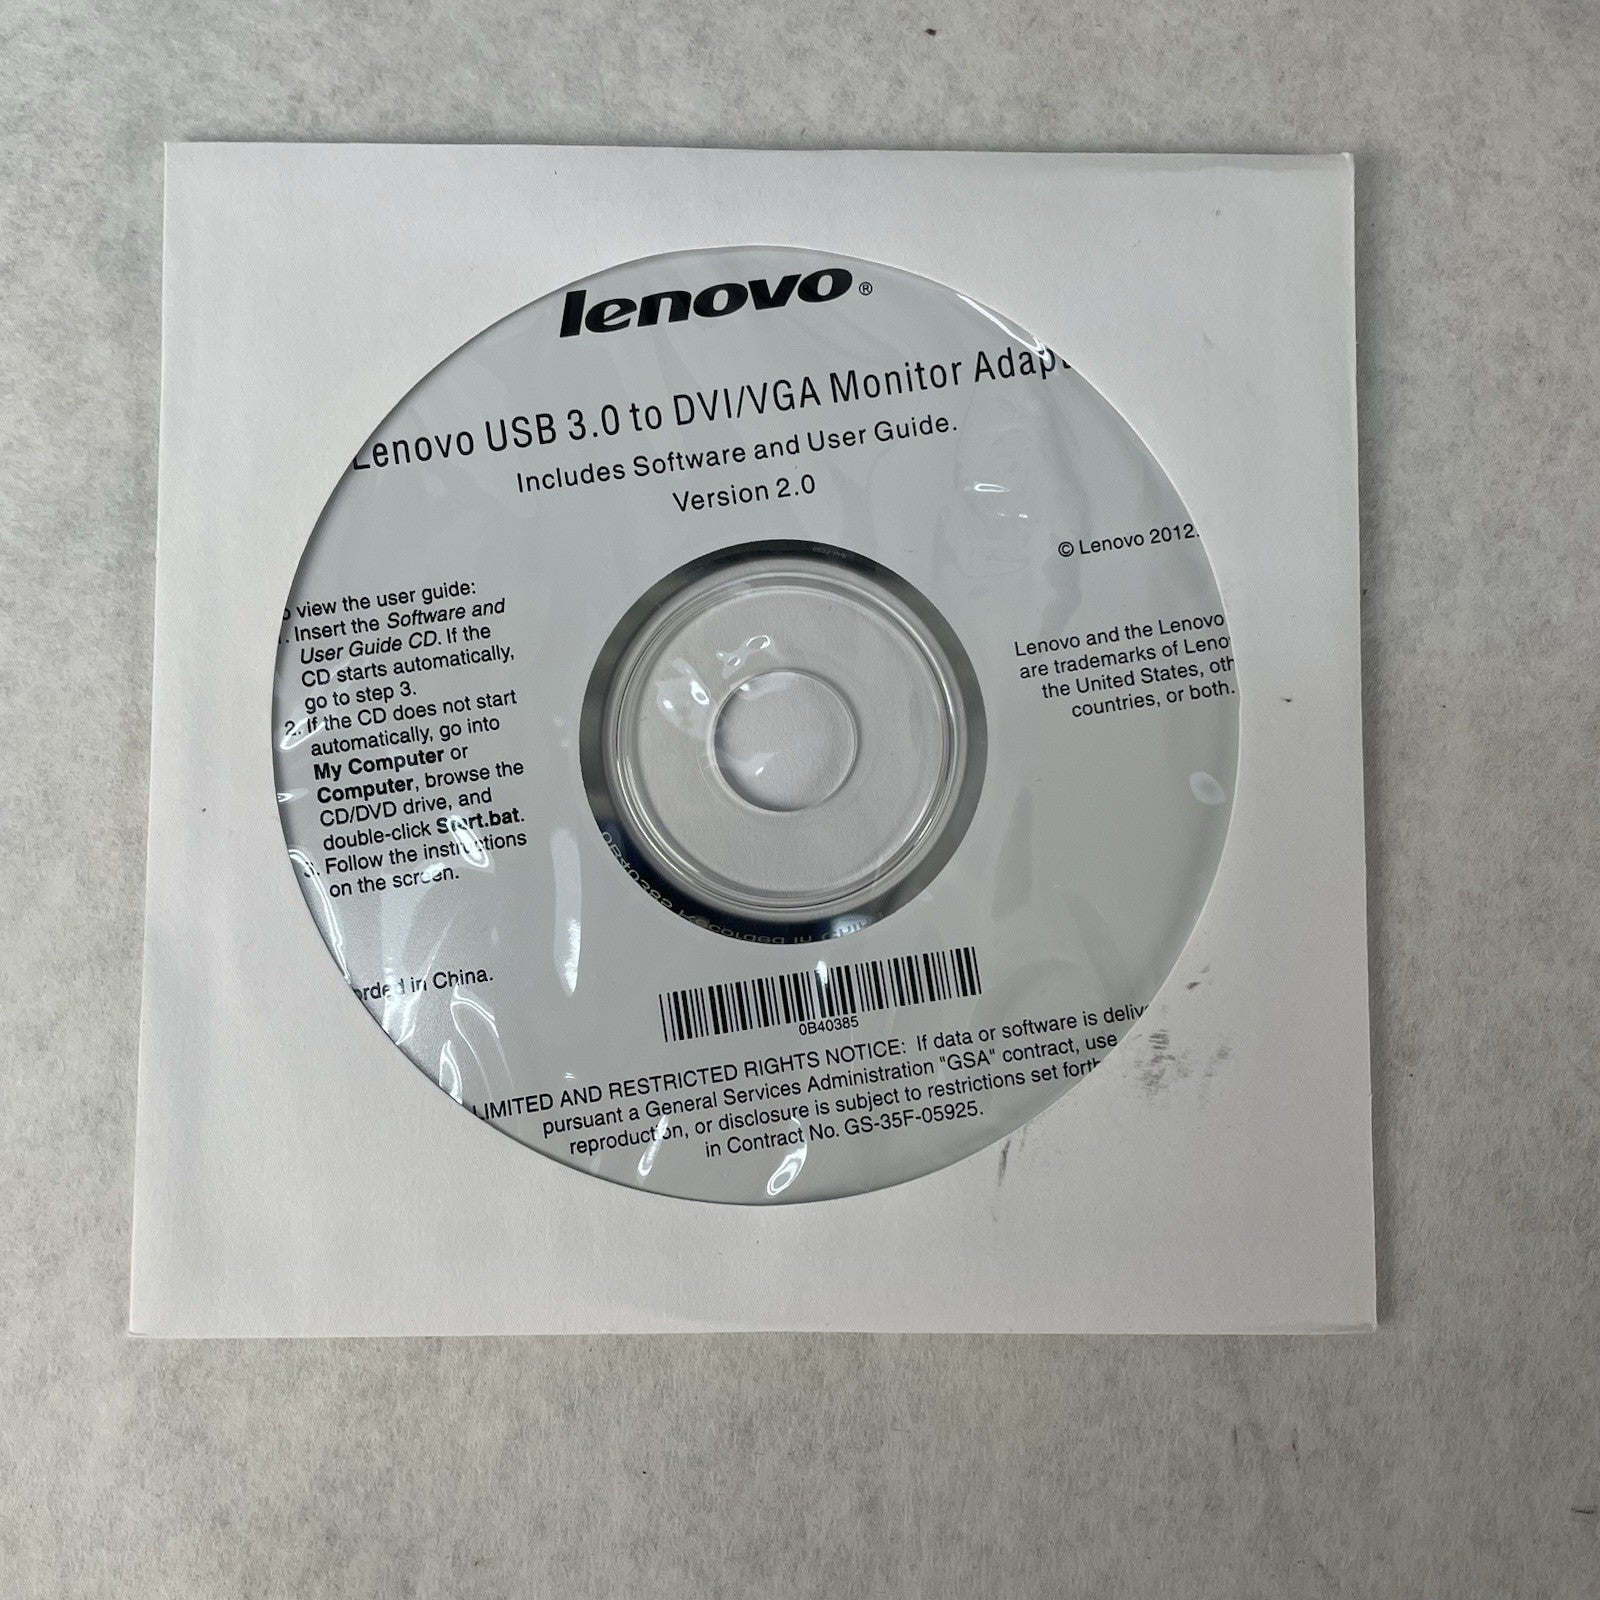 lenovo®
Lenovo USB 3.0 to DVI/VGA Monitor Adapt
Includes Software and User Guide.
Version 2.0
© Lenovo 2012.
view the user guide:
1. Insert the Software and
User Guide CD. If the
CD starts automatically,
go to step 3.
2. If the CD does not start
automatically, go into
My Computer or
Computer, browse the
CD/DVD drive, and
double-click Start.bat.
3. Follow the instructions
on the screen.
Lenovo and the Lenovo
are trademarks of Leno
the United States, oth
countries, or both.
orded in China.
0B40385
LIMITED AND RESTRICTED RIGHTS NOTICE: If data or software is deliv
pursuant a General Services Administration "GSA" contract, use
reproduction, or disclosure is subject to restrictions set forth
in Contract No. GS-35F-05925.